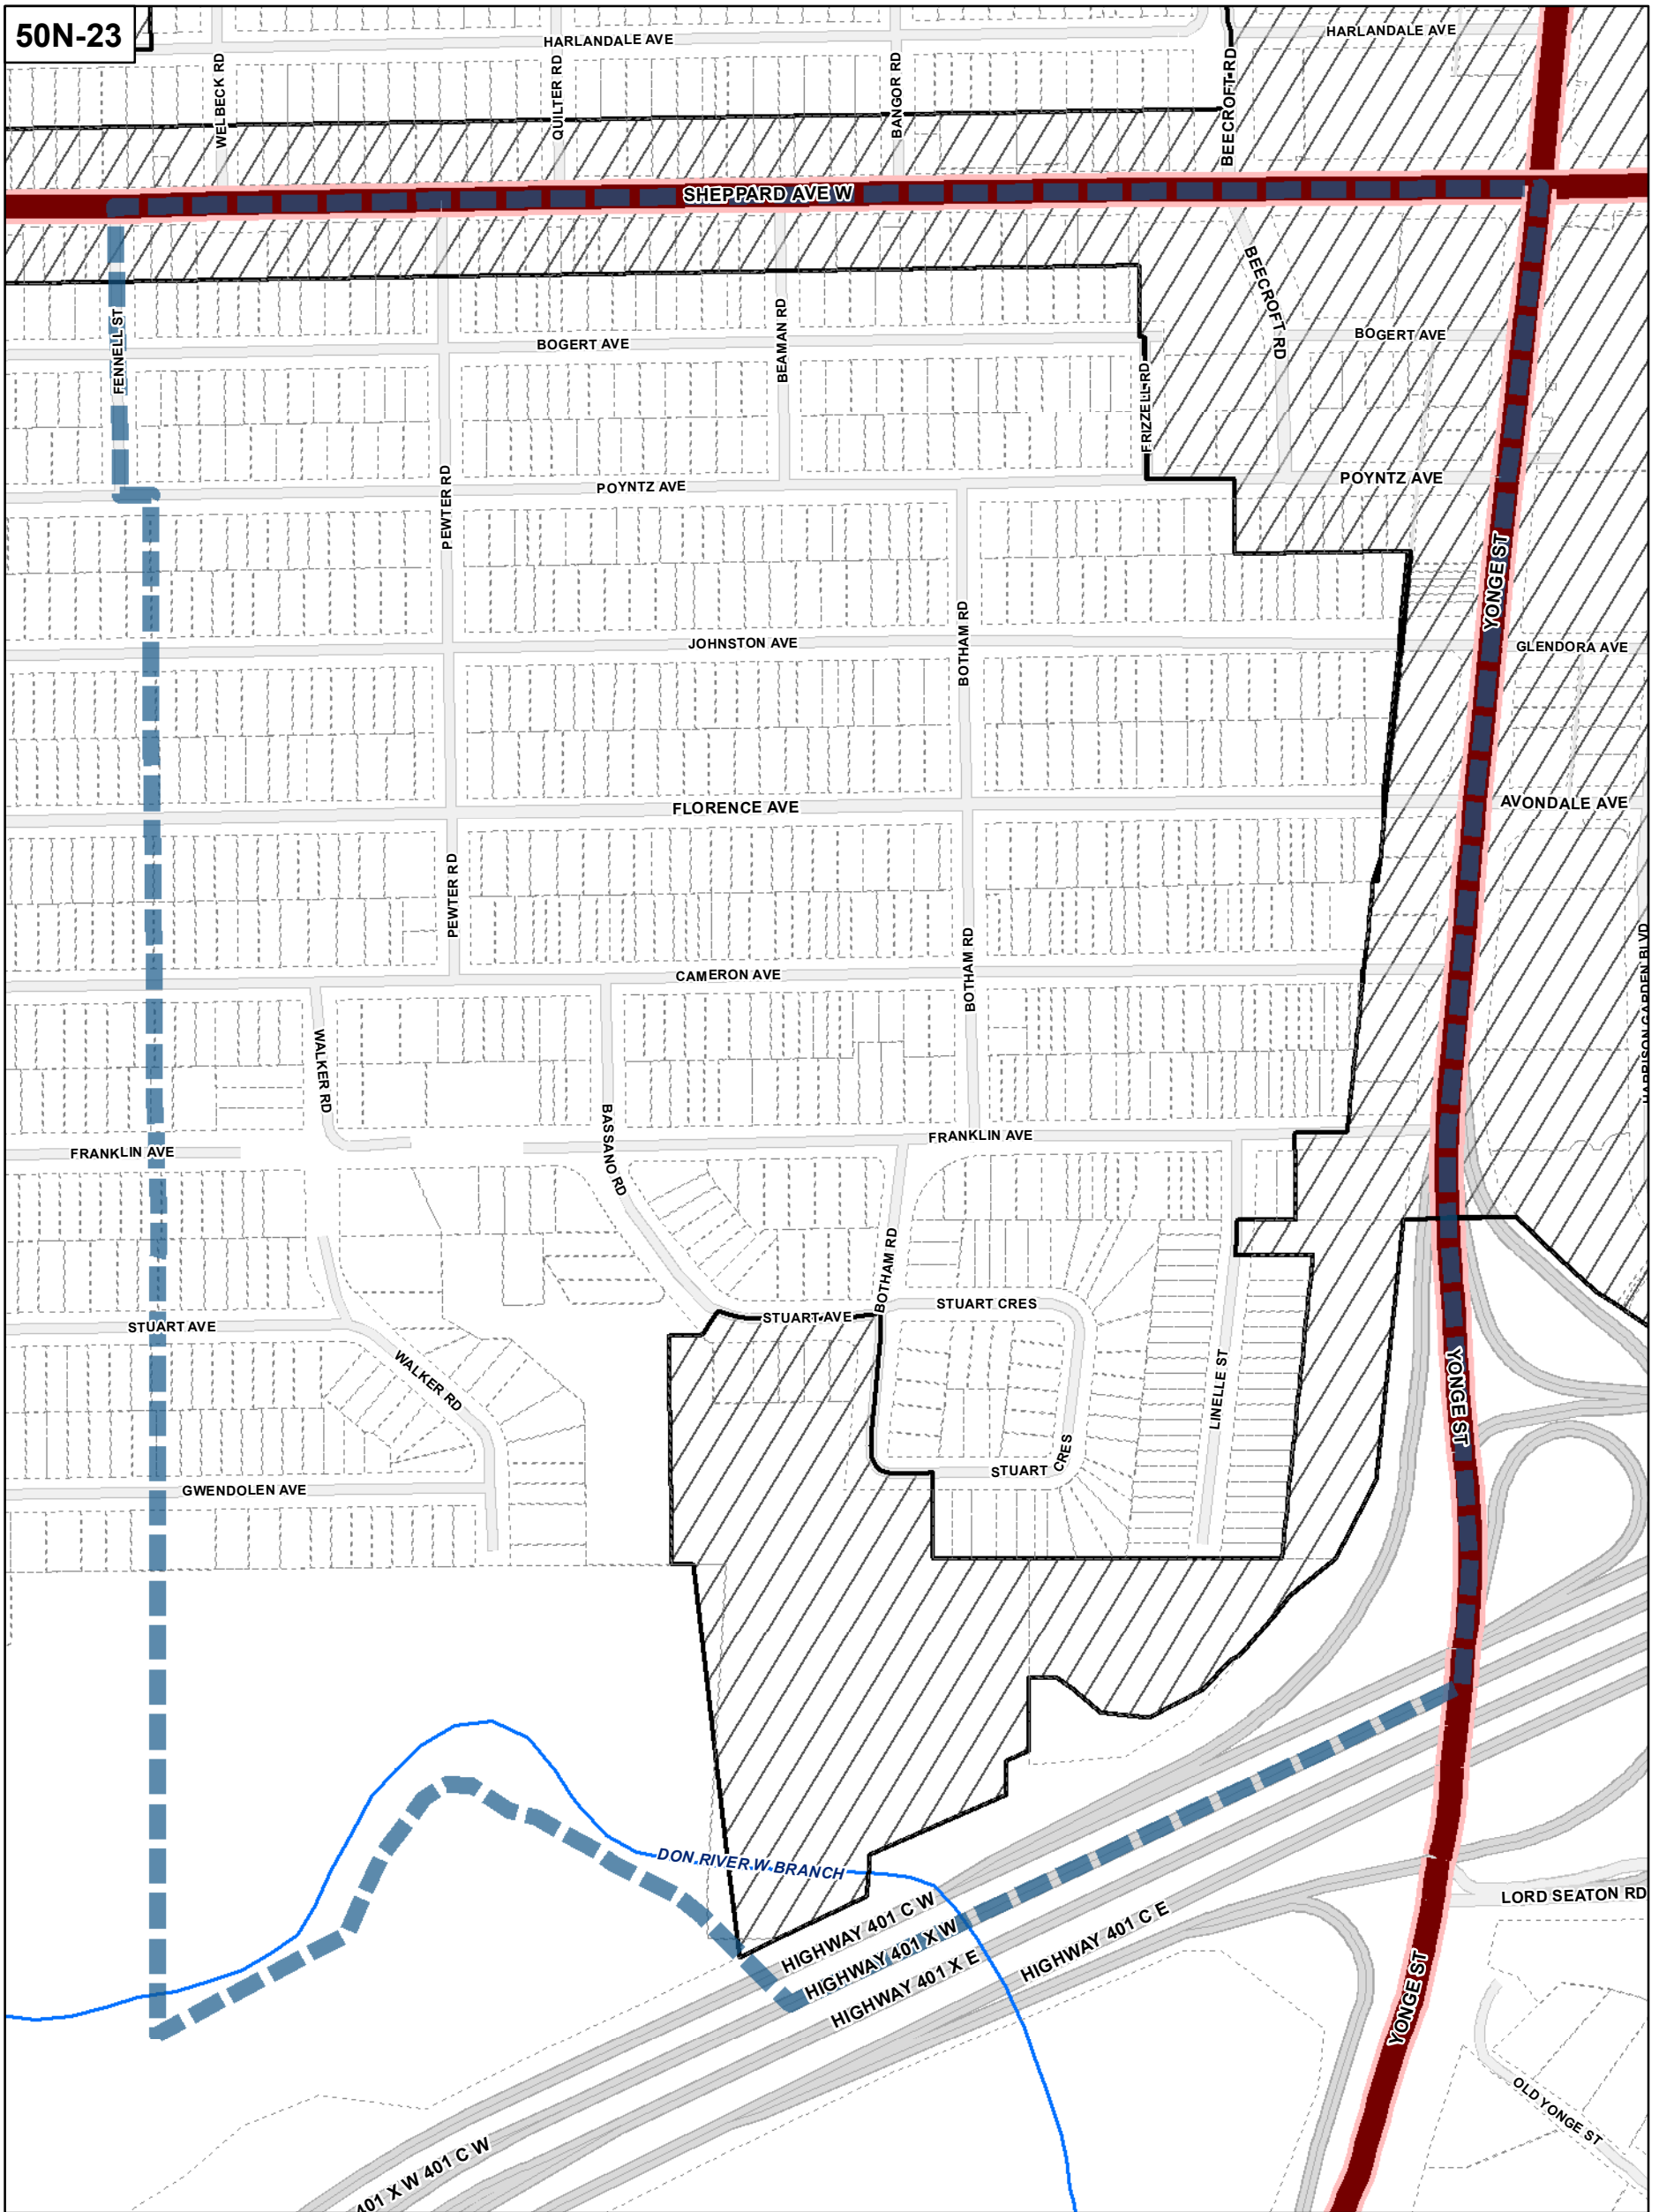 50N-23
HARLANDALE AVE
HARLANDALE AVE
WELBECK RD
QUILTER RD
BANGOR RD
BEECROFT RD
SHEPPARD AVE W
BEECROFT RD
FENNELL ST
BOGERT AVE
BEAMAN RD
BOGERT AVE
FRIZZELL RD
PEWTER RD
POYNTZ AVE
POYNTZ AVE
YONGE ST
JOHNSTON AVE
BOTHAM RD
GLENDORA AVE
FLORENCE AVE
AVONDALE AVE
PEWTER RD
CAMERON AVE
BOTHAM RD
HARRISON GARDEN BLVD
WALKER RD
BASSANO RD
FRANKLIN AVE
FRANKLIN AVE
BOTHAM RD
STUART AVE
STUART AVE
STUART CRES
WALKER RD
LINELLE ST
YONGE ST
GWENDOLEN AVE
STUART CRES
DON RIVER W BRANCH
HIGHWAY 401 C W
HIGHWAY 401 X W
HIGHWAY 401 X E
HIGHWAY 401 C E
LORD SEATON RD
YONGE ST
OLD YONGE ST
401 X W 401 C W